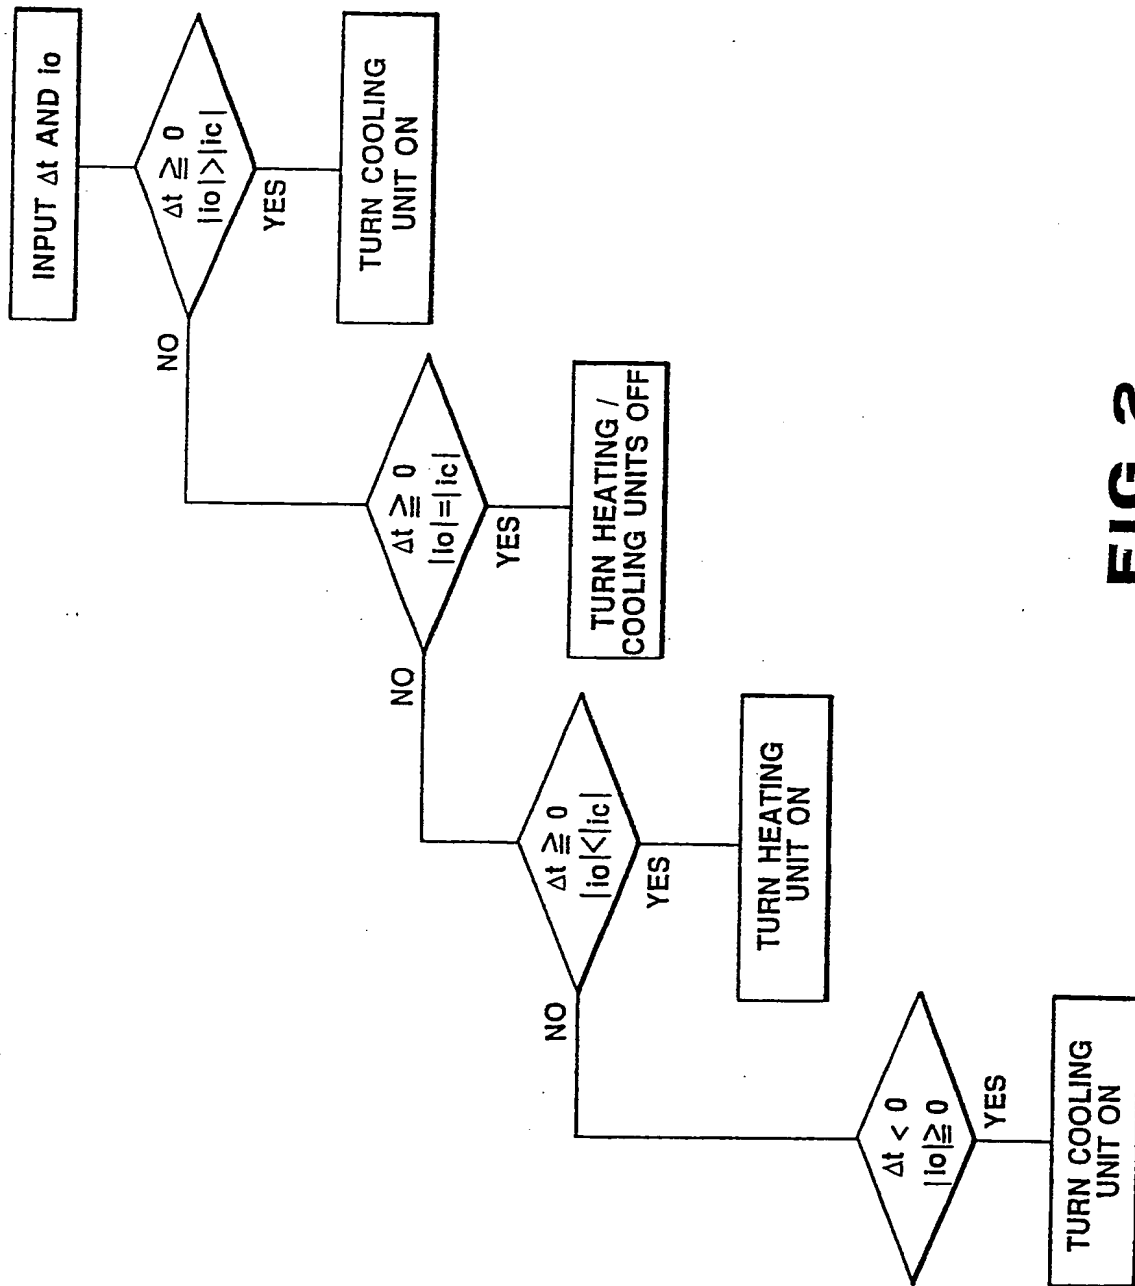 INPUT Δt AND io
Δt ≧ 0
|io|>|ic|
YES
NO
TURN COOLING
UNIT ON
Δt ≧ 0
|io|=|ic|
YES
NO
TURN HEATING /
COOLING UNITS OFF
Δt ≧ 0
|io|<|ic|
YES
NO
TURN HEATING
UNIT ON
Δt < 0
|io|≧ 0
YES
TURN COOLING
UNIT ON
FIG 2